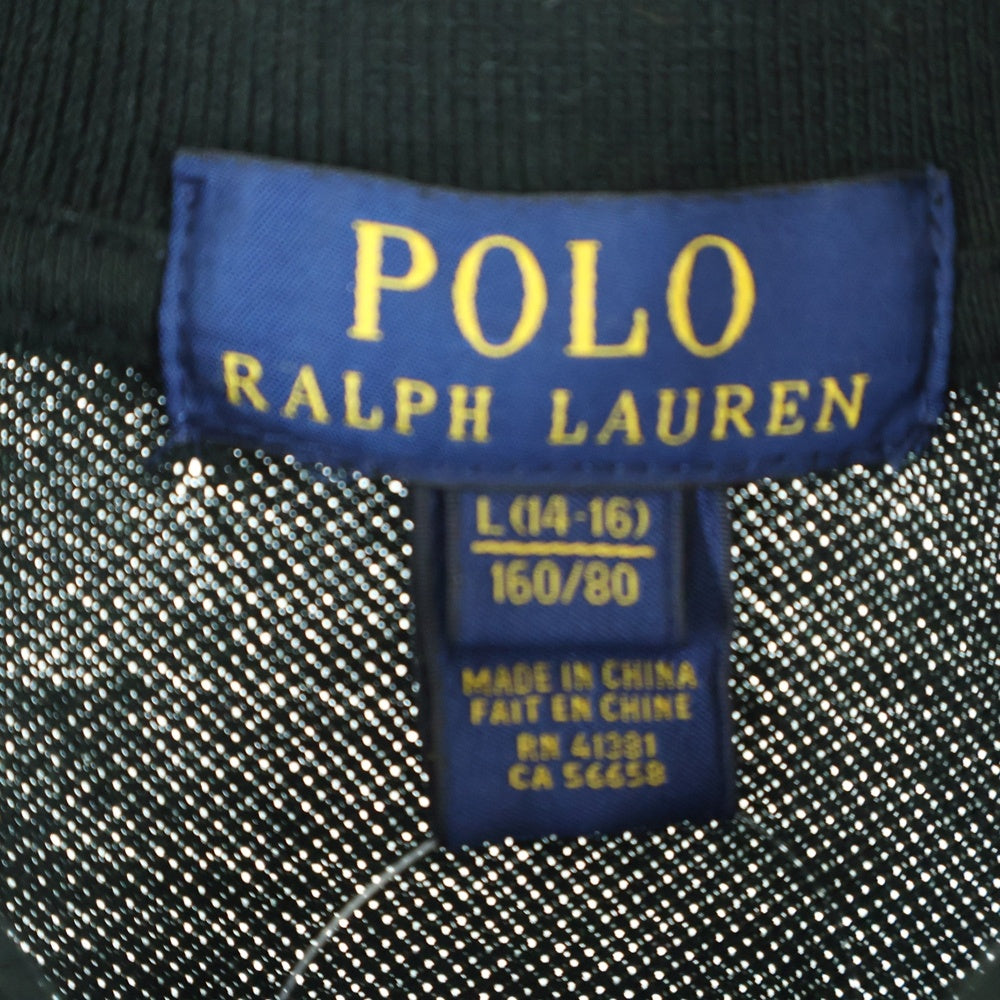 POLO
RALPH LAUREN
L (14-16)
160/80
MADE IN CHINA
FAIT EN CHINE
RN 41381
CA 56658